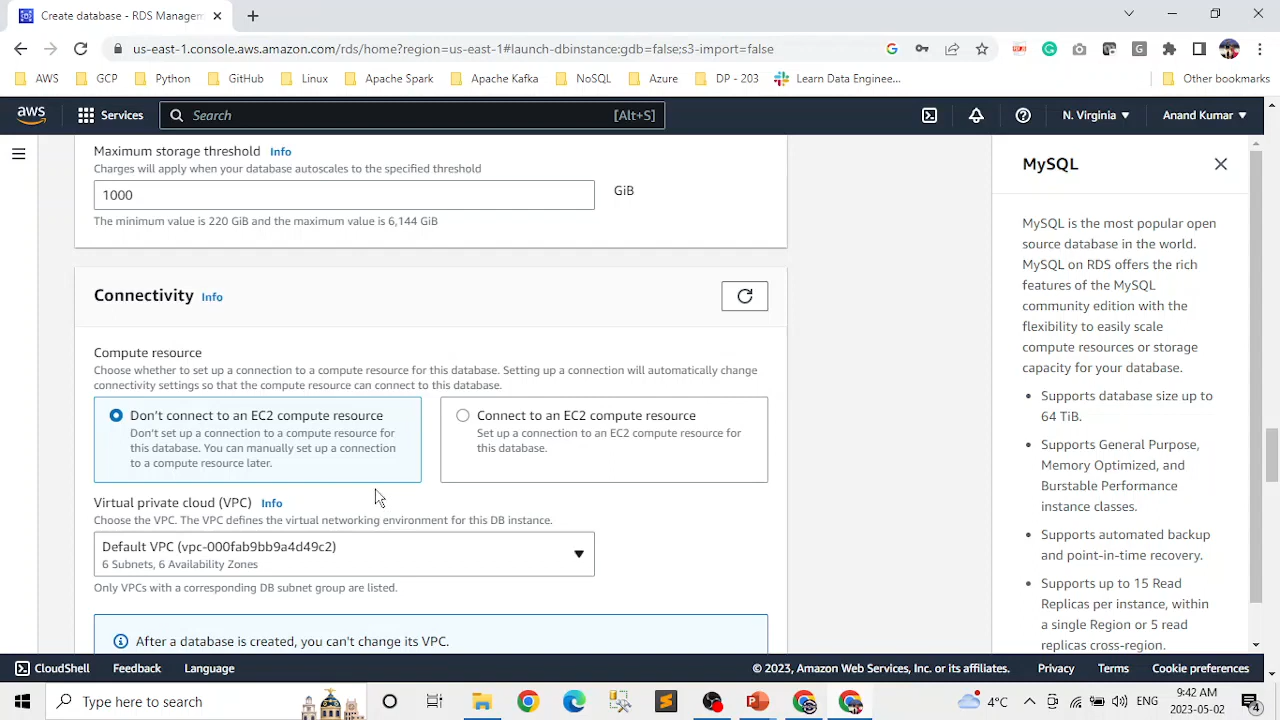 Create database - RDS Manager
us-east-1.console.aws.amazon.com/rds/home?region=us-east-1#launch-dbinstance:gdb=false;s3-import=false
AWS
GCP
Python
GitHub
Linux
Apache Spark
Apache Kafka
NoSQL
Azure
DP - 203
Learn Data Enginee...
Other bookmarks
aws
Services
Search
[Alt+S]
N. Virginia
Anand Kumar
Maximum storage threshold Info
Charges will apply when your database autoscales to the specified threshold
1000
GiB
The minimum value is 220 GiB and the maximum value is 6,144 GiB
Connectivity Info
Compute resource
Choose whether to set up a connection to a compute resource for this database. Setting up a connection will automatically change
connectivity settings so that the compute resource can connect to this database.
Don't connect to an EC2 compute resource
Don't set up a connection to a compute resource for
this database. You can manually set up a connection
to a compute resource later.
Connect to an EC2 compute resource
Set up a connection to an EC2 compute resource for
this database.
Virtual private cloud (VPC) Info
Choose the VPC. The VPC defines the virtual networking environment for this DB instance.
Default VPC (vpc-000fab9bb9a4d49c2)
6 Subnets, 6 Availability Zones
Only VPCs with a corresponding DB subnet group are listed.
After a database is created, you can't change its VPC.
MySQL
MySQL is the most popular open
source database in the world.
MySQL on RDS offers the rich
features of the MySQL
community edition with the
flexibility to easily scale
compute resources or storage
capacity for your database.
• Supports database size up to
64 TiB.
• Supports General Purpose,
Memory Optimized, and
Burstable Performance
instance classes.
• Supports automated backup
and point-in-time recovery.
• Supports up to 15 Read
Replicas per instance, within
a single Region or 5 read
replicas cross-region.
CloudShell
Feedback
Language
© 2023, Amazon Web Services, Inc. or its affiliates.
Privacy
Terms
Cookie preferences
Type here to search
4°C
ENG
9:42 AM
2023-05-02
4